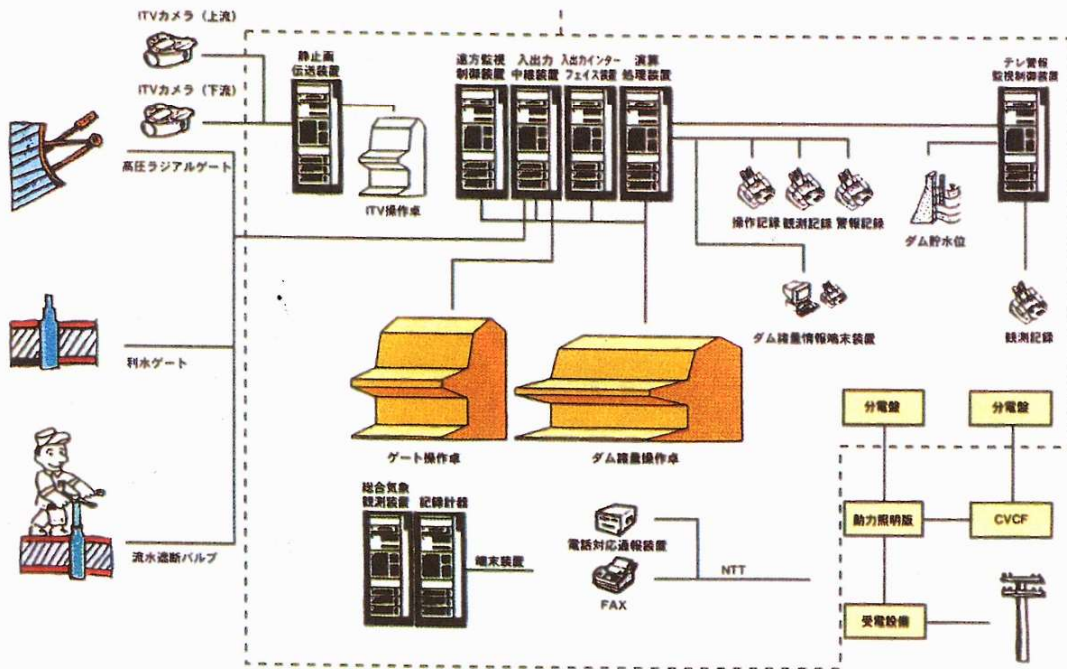 ITVカメラ（上流）
ITVカメラ（下流）
高圧ラジアルゲート
利水ゲート
流水遮断バルブ
静止画
伝送装置
ITV操作卓
遠方監視
制御装置
入出力
中継装置
入出力インター
フェイス装置
演算
処理装置
テレ警報
監視制御装置
操作記録
観測記録
警報記録
ダム貯水位
ダム諸量情報端末装置
観測記録
ゲート操作卓
ダム諸量操作卓
総合気象
観測装置
記録計器
端末装置
電話対応通報装置
FAX
NTT
分電盤
分電盤
動力照明版
CVCF
受電設備